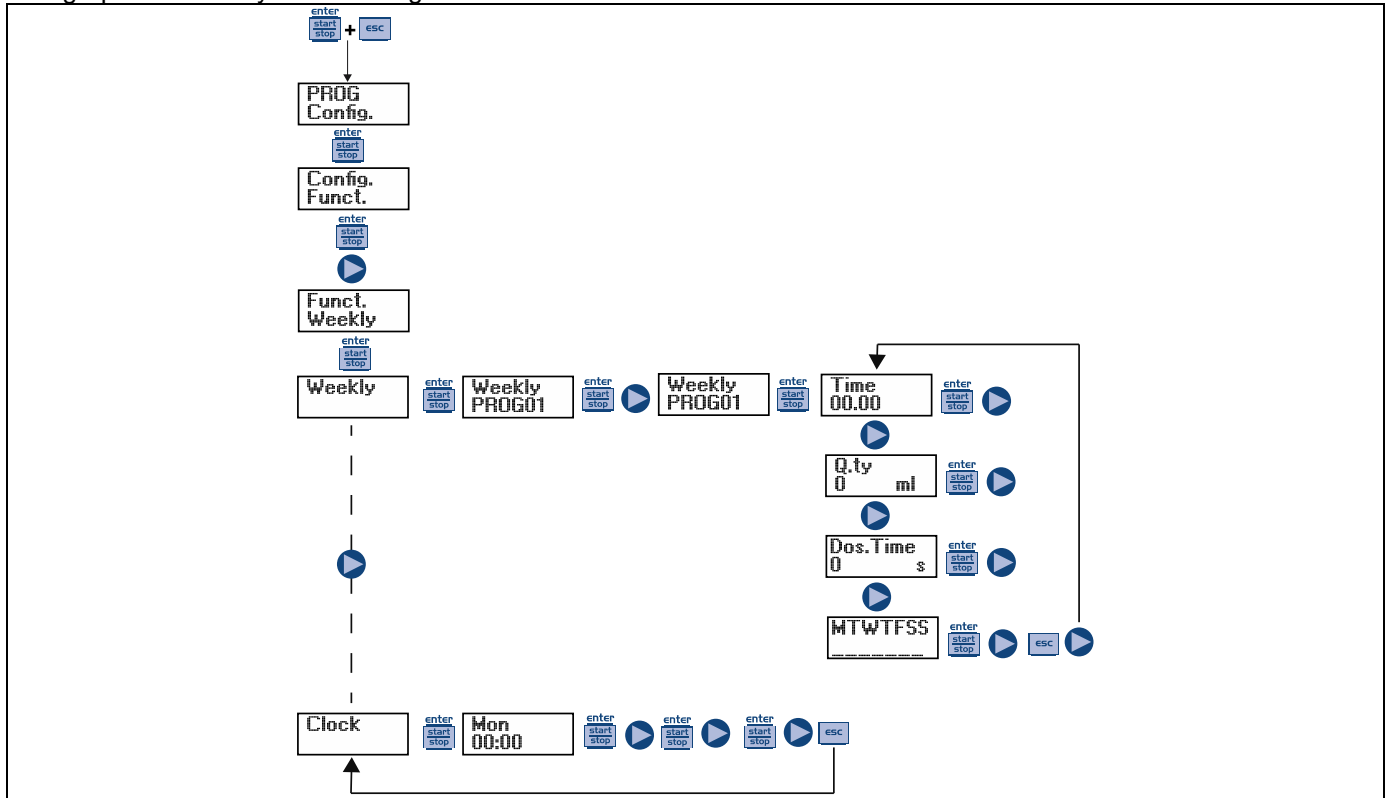 enter
start
stop
+
esc
PROG
Config.
enter
start
stop
Config.
Funct.
enter
start
stop
Funct.
Weekly
enter
start
stop
Weekly
enter
start
stop
Weekly
PROG01
enter
start
stop
Weekly
PROG01
enter
start
stop
Time
00.00
enter
start
stop
Q.ty
0 ml
enter
start
stop
Dos.Time
0 s
enter
start
stop
MTWTFSS
_______
enter
start
stop
esc
Clock
enter
start
stop
Mon
00:00
enter
start
stop
enter
start
stop
enter
start
stop
esc